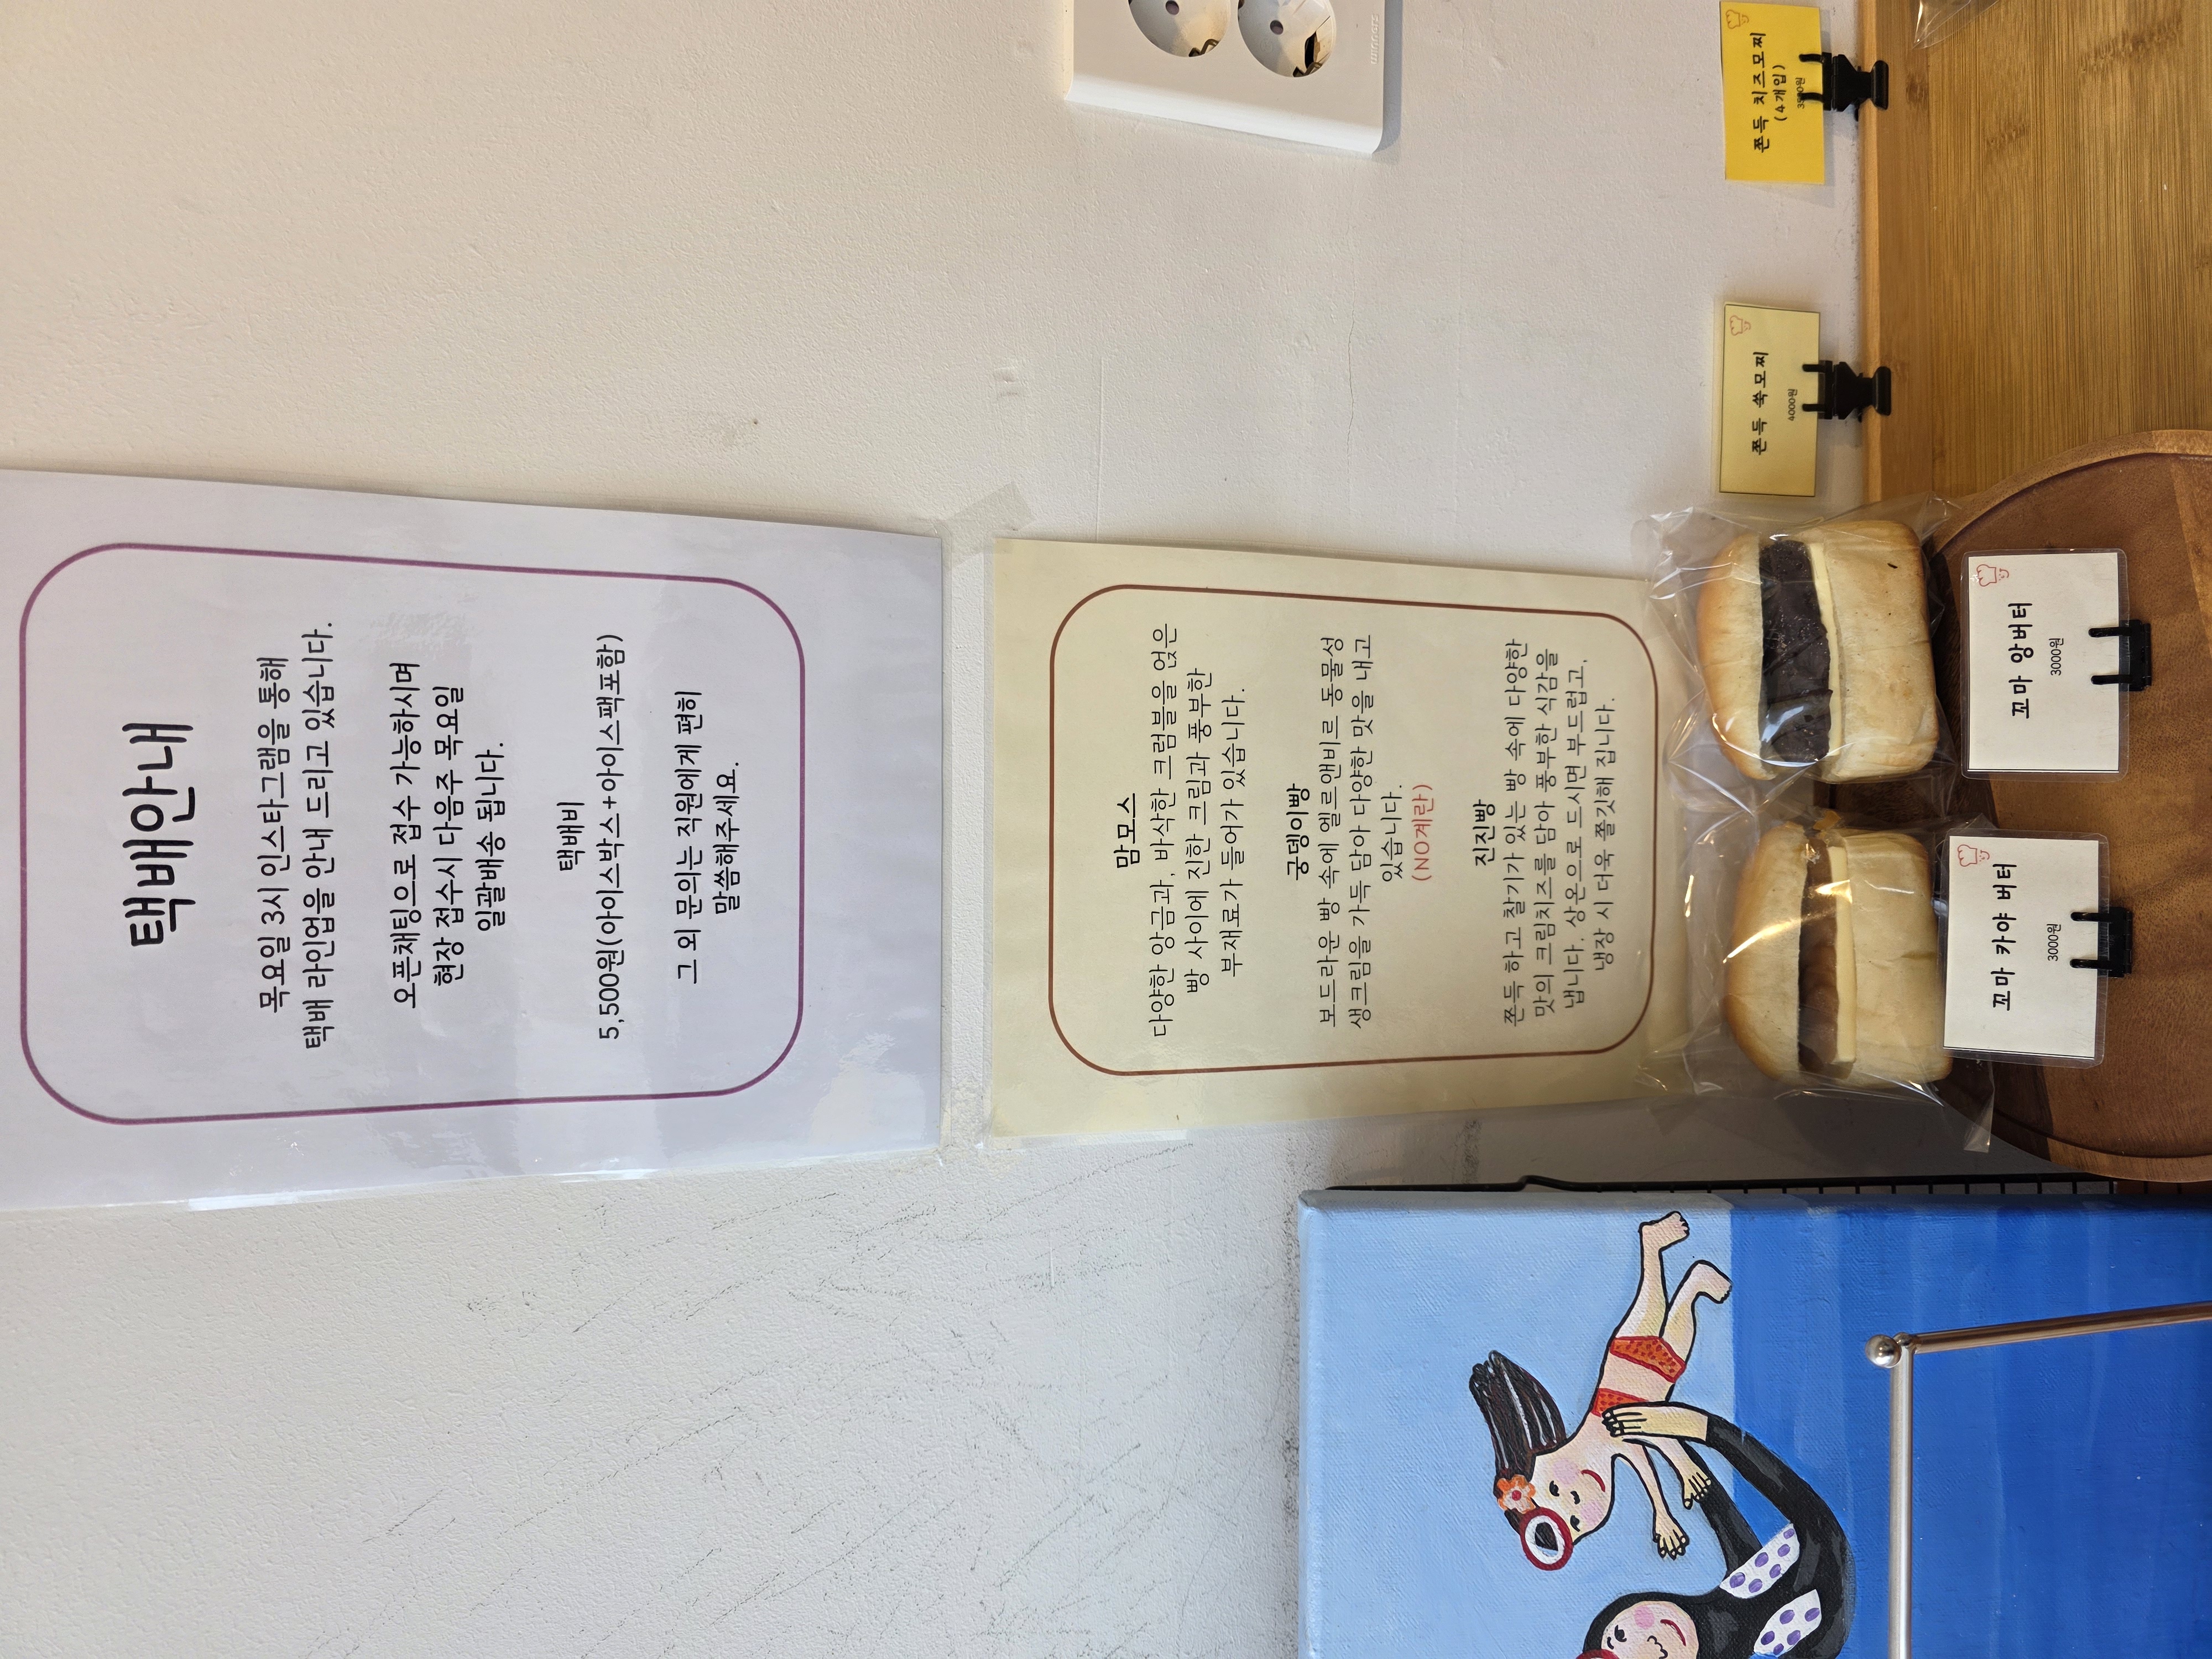 택배안내
목요일 3시 인스타그램을 통해
택배 라인업을 안내 드리고 있습니다.
오픈채팅으로 접수 가능하시며
현장 접수시 다음주 목요일
일괄배송 됩니다.
택배비
5,500원(아이스박스+아이스팩포함)
그 외 문의는 직원에게 편히
말씀해주세요.
맘모스
다양한 앙금과, 바삭한 크럼블을 얹은
빵 사이에 진한 크림과 풍부한
부재료가 들어가 있습니다.
궁뎅이빵
보드라운 빵 속에 엘르앤비르 동물성
생크림을 가득 담아 다양한 맛을 내고
있습니다.
(NO계란)
진진빵
쫀득 하고 찰기가 있는 빵 속에 다양한
맛의 크림치즈를 담아 풍부한 식감을
냅니다. 상온으로 드시면 부드럽고,
냉장 시 더욱 쫄깃해 집니다.
꼬마 카야 버터
3000원
꼬마 앙버터
3000원
쫀득 쑥모찌
4000원
쫀득 치즈모찌
(4개입)